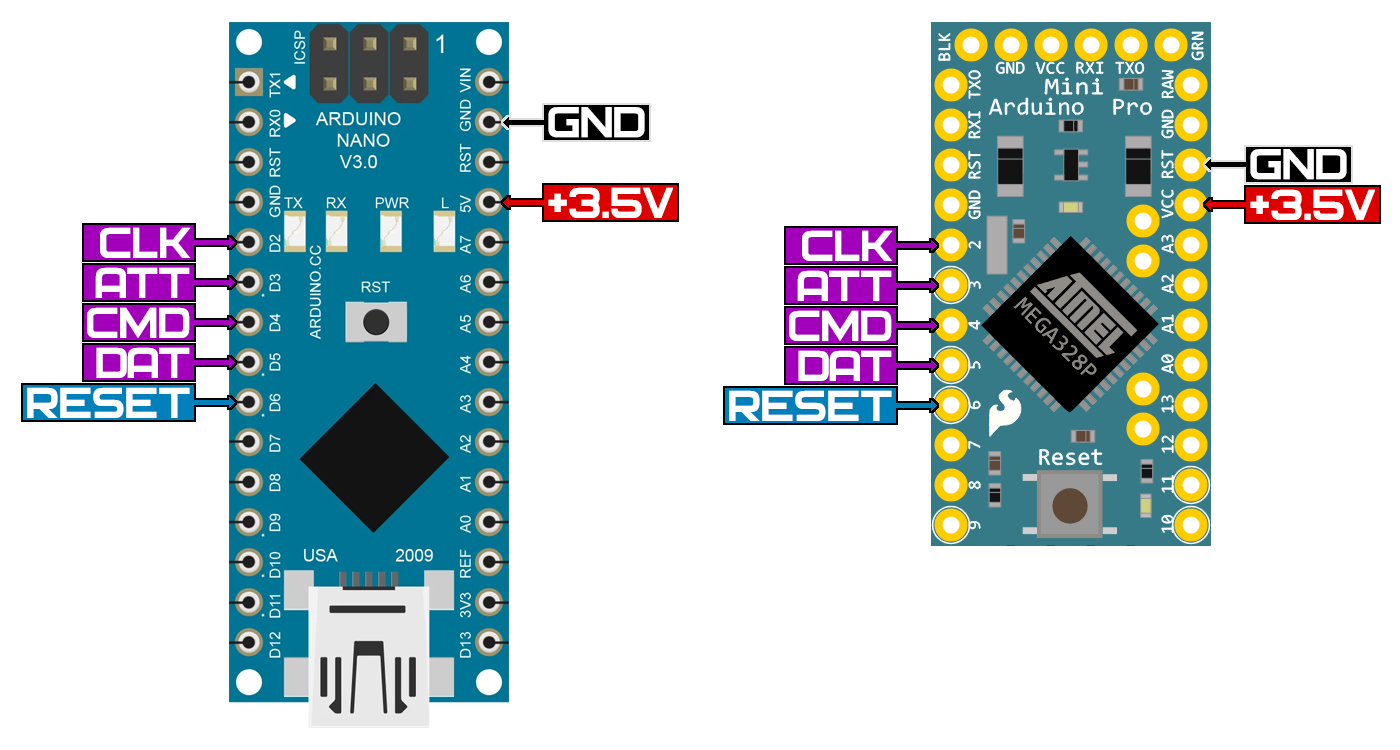 ICSP
1
TX1
RX0
RST
GND
D2
D3
D4
D5
D6
D7
D8
D9
D10
D11
D12
VIN
GND
RST
5V
A7
A6
A5
A4
A3
A2
A1
A0
REF
3V3
D13
ARDUINO
NANO
V3.0
TX RX PWR L
ARDUINO.CC
RST
USA 2009
GND
+3.5V
CLK
ATT
CMD
DAT
RESET
BLK
GND VCC RXI TXO
GRN
TXO
RXI
RST
GND
2
3
4
5
6
7
8
9
RAW
GND
RST
VCC
A3
A2
A1
A0
13
12
11
10
Mini
Arduino Pro
ATMEL
MEGA328P
Reset
GND
+3.5V
CLK
ATT
CMD
DAT
RESET